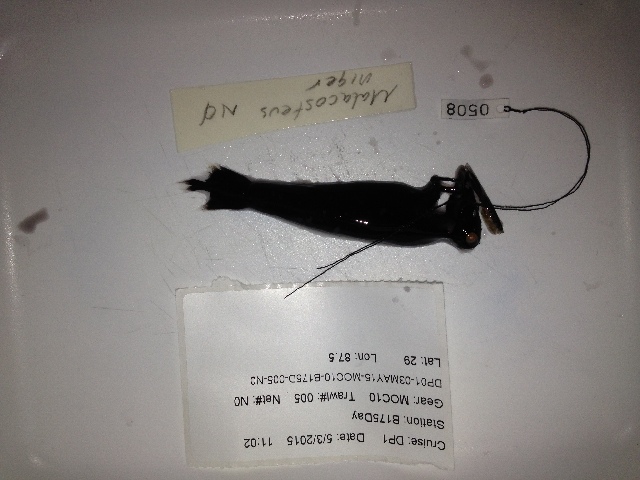 Malacosteus N0
niger
0508
Cruise: DP1 Date: 5/3/2015 11:02
Station: B175Day
Gear: MOC10 Trawl#: 005 Net#: N0
DP01-03MAY15-MOC10-B175D-005-N0
Lat: 29 Lon: 87.5